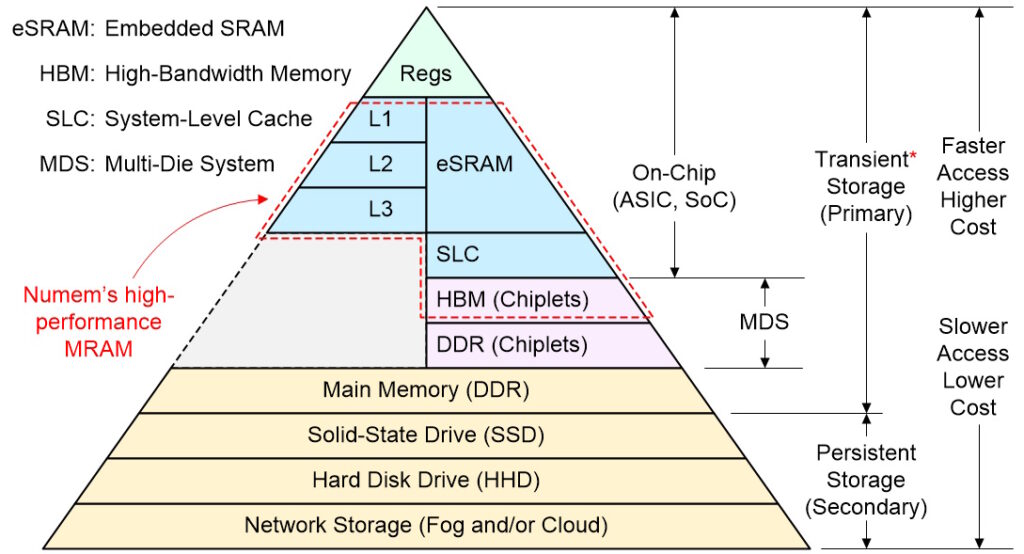 eSRAM: Embedded SRAM
HBM: High-Bandwidth Memory
SLC: System-Level Cache
MDS: Multi-Die System
Numem's high-
performance
MRAM
Regs
L1
L2
L3
eSRAM
SLC
HBM (Chiplets)
DDR (Chiplets)
Main Memory (DDR)
Solid-State Drive (SSD)
Hard Disk Drive (HHD)
Network Storage (Fog and/or Cloud)
On-Chip
(ASIC, SoC)
MDS
Transient*
Storage
(Primary)
Persistent
Storage
(Secondary)
Faster
Access
Higher
Cost
Slower
Access
Lower
Cost